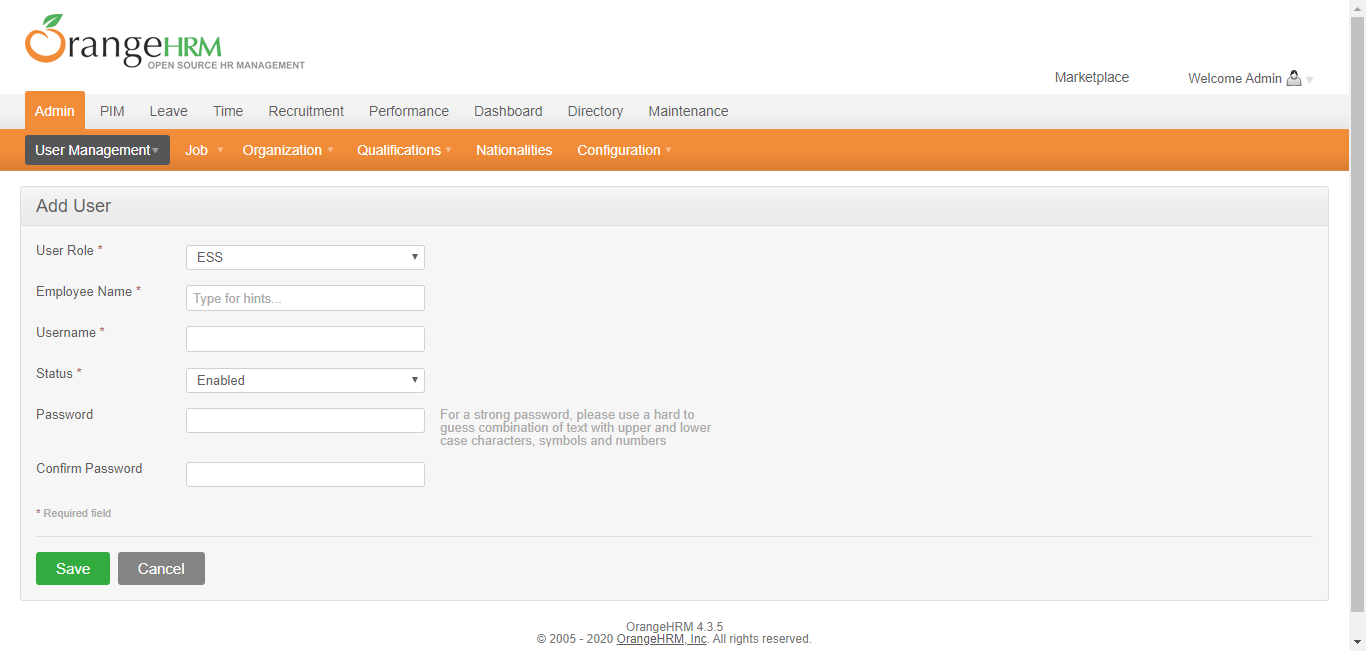 OrangeHRM
OPEN SOURCE HR MANAGEMENT
Marketplace Welcome Admin
Admin PIM Leave Time Recruitment Performance Dashboard Directory Maintenance
User Management Job Organization Qualifications Nationalities Configuration
Add User
User Role * ESS
Employee Name * Type for hints...
Username *
Status * Enabled
Password For a strong password, please use a hard to
guess combination of text with upper and lower
case characters, symbols and numbers
Confirm Password
* Required field
Save Cancel
OrangeHRM 4.3.5
© 2005 - 2020 OrangeHRM, Inc. All rights reserved.